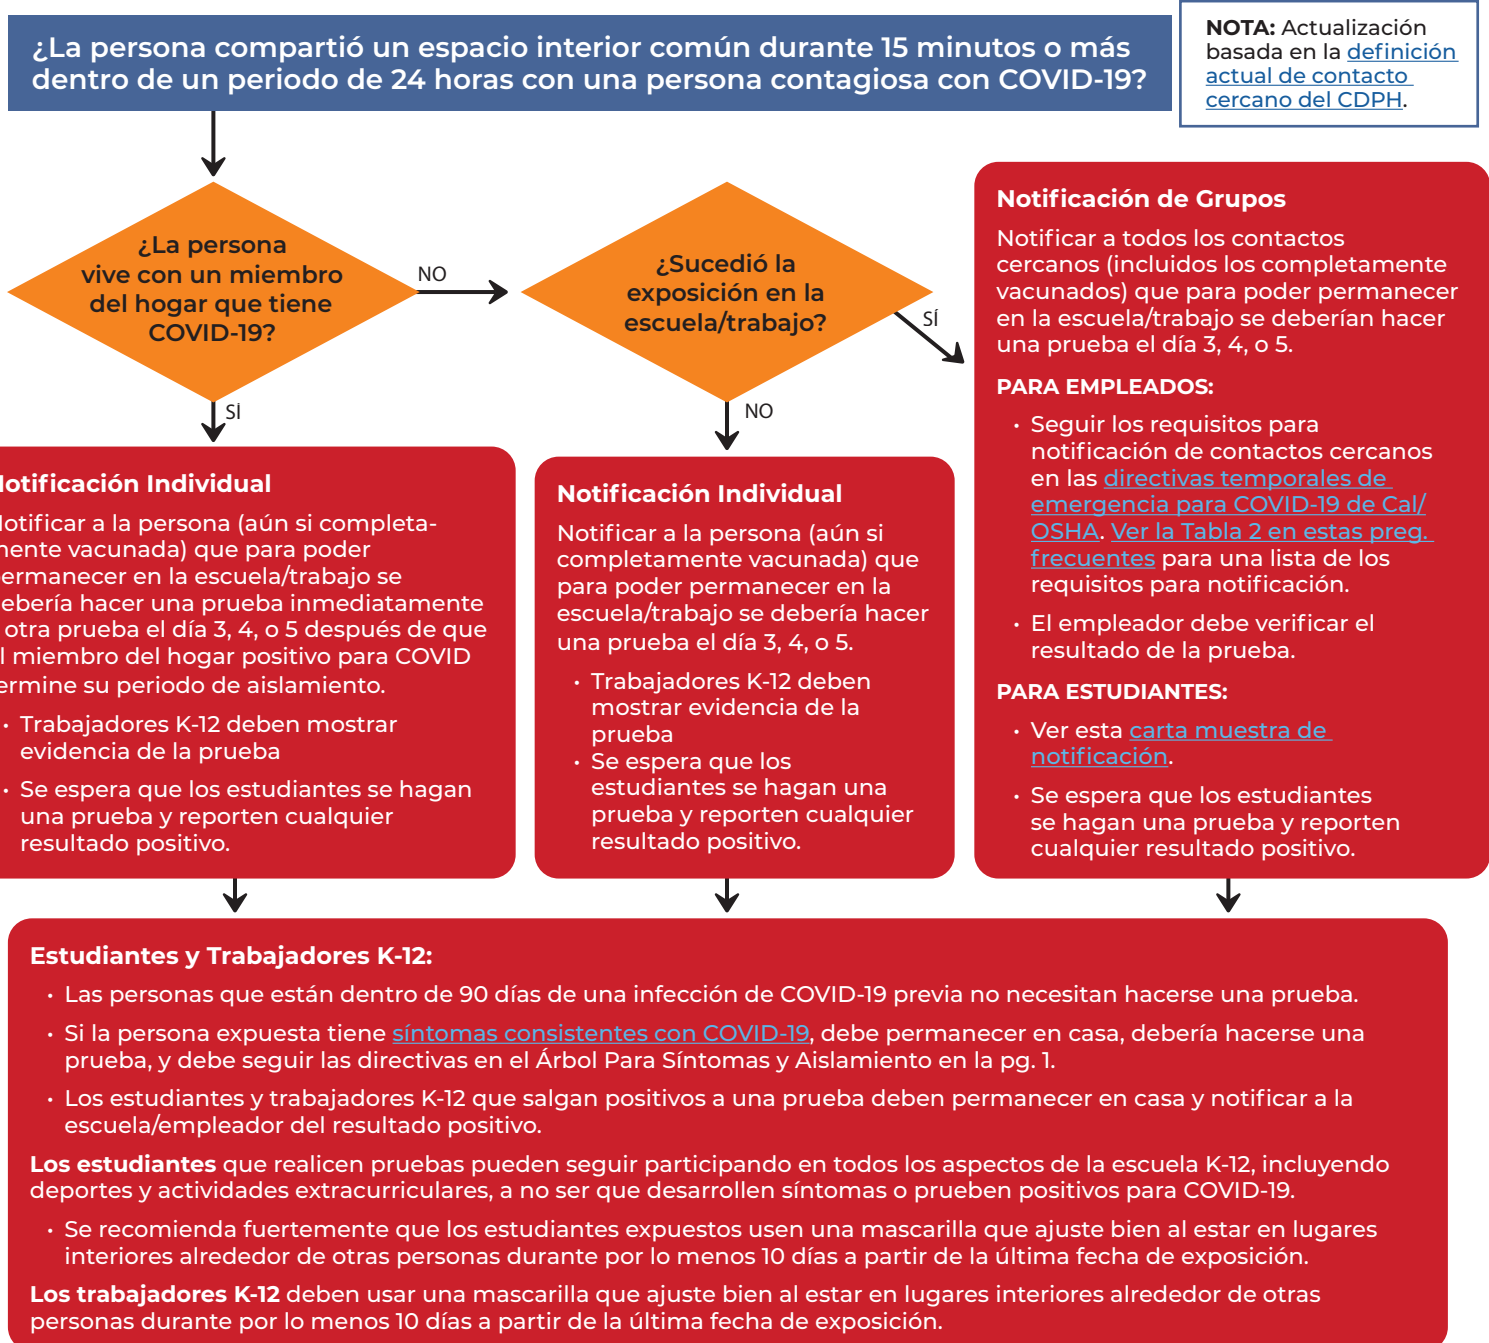 ¿La persona compartió un espacio interior común durante 15 minutos o más
dentro de un periodo de 24 horas con una persona contagiosa con COVID-19?
NOTA: Actualización
basada en la definición
actual de contacto
cercano del CDPH.
¿La persona
vive con un miembro
del hogar que tiene
COVID-19?
NO
SÍ
¿Sucedió la
exposición en la
escuela/trabajo?
SÍ
NO
Notificación de Grupos
Notificar a todos los contactos
cercanos (incluidos los completamente
vacunados) que para poder permanecer
en la escuela/trabajo se deberían hacer
una prueba el día 3, 4, o 5.
PARA EMPLEADOS:
• Seguir los requisitos para
notificación de contactos cercanos
en las directivas temporales de
emergencia para COVID-19 de Cal/
OSHA. Ver la Tabla 2 en estas preg.
frecuentes para una lista de los
requisitos para notificación.
• El empleador debe verificar el
resultado de la prueba.
PARA ESTUDIANTES:
• Ver esta carta muestra de
notificación.
• Se espera que los estudiantes
se hagan una prueba y reporten
cualquier resultado positivo.
Notificación Individual
Notificar a la persona (aún si completa-
mente vacunada) que para poder
permanecer en la escuela/trabajo se
debería hacer una prueba inmediatamente
otra prueba el día 3, 4, o 5 después de que
el miembro del hogar positivo para COVID
termine su periodo de aislamiento.
• Trabajadores K-12 deben mostrar
evidencia de la prueba
• Se espera que los estudiantes se hagan
una prueba y reporten cualquier
resultado positivo.
Notificación Individual
Notificar a la persona (aún si
completamente vacunada) que
para poder permanecer en la
escuela/trabajo se debería hacer
una prueba el día 3, 4, o 5.
• Trabajadores K-12 deben
mostrar evidencia de la
prueba
• Se espera que los
estudiantes se hagan una
prueba y reporten cualquier
resultado positivo.
Estudiantes y Trabajadores K-12:
• Las personas que están dentro de 90 días de una infección de COVID-19 previa no necesitan hacerse una prueba.
• Si la persona expuesta tiene síntomas consistentes con COVID-19, debe permanecer en casa, debería hacerse una
prueba, y debe seguir las directivas en el Árbol Para Síntomas y Aislamiento en la pg. 1.
• Los estudiantes y trabajadores K-12 que salgan positivos a una prueba deben permanecer en casa y notificar a la
escuela/empleador del resultado positivo.
Los estudiantes que realicen pruebas pueden seguir participando en todos los aspectos de la escuela K-12, incluyendo
deportes y actividades extracurriculares, a no ser que desarrollen síntomas o prueben positivos para COVID-19.
• Se recomienda fuertemente que los estudiantes expuestos usen una mascarilla que ajuste bien al estar en lugares
interiores alrededor de otras personas durante por lo menos 10 días a partir de la última fecha de exposición.
Los trabajadores K-12 deben usar una mascarilla que ajuste bien al estar en lugares interiores alrededor de otras
personas durante por lo menos 10 días a partir de la última fecha de exposición.